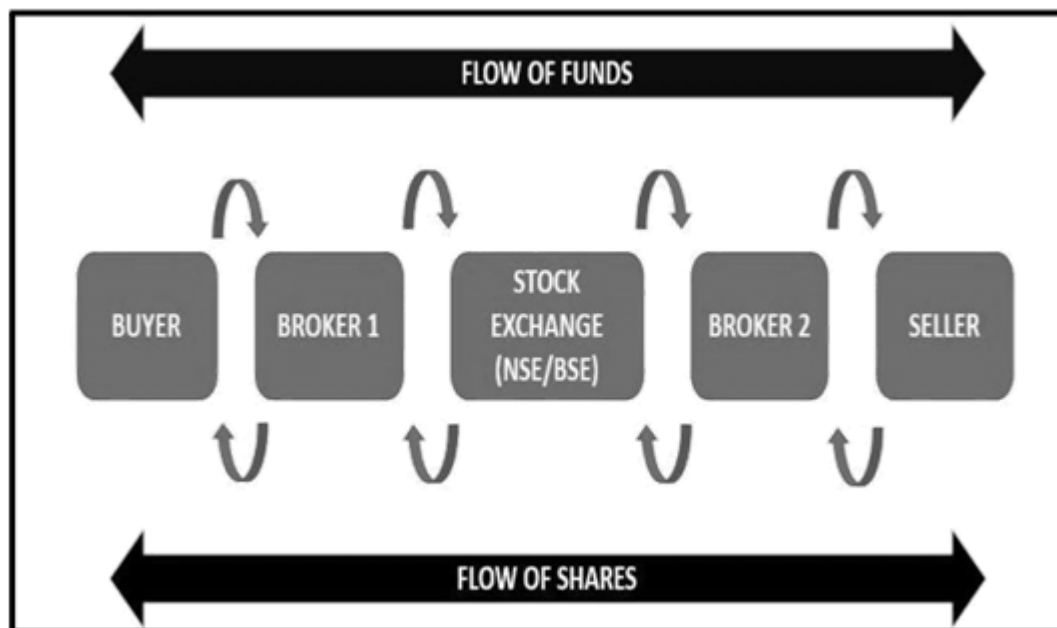 FLOW OF FUNDS
BUYER
BROKER 1
STOCK
EXCHANGE
(NSE/BSE)
BROKER 2
SELLER
FLOW OF SHARES